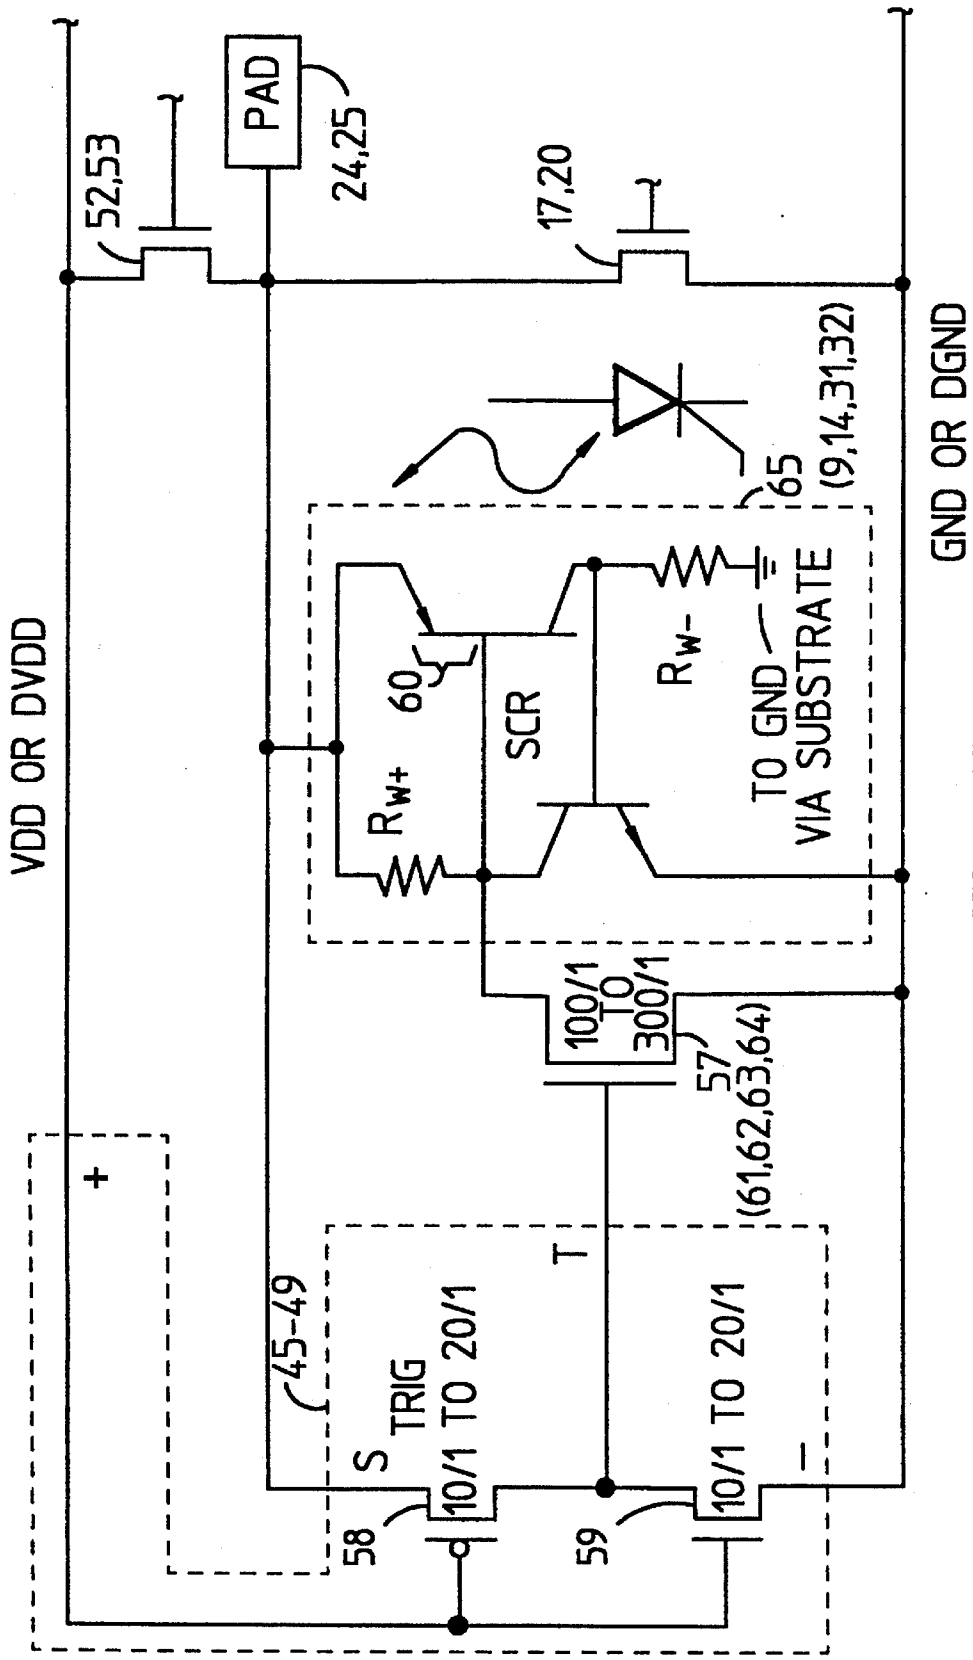 VDD OR DVDD
+
45-49
S
TRIG
58
10/1 TO 20/1
T
59
10/1 TO 20/1
−
100/1
TO
300/1
57
(61,62,63,64)
RW+
60
SCR
RW−
TO GND
VIA SUBSTRATE
65
(9,14,31,32)
52,53
PAD
24,25
17,20
GND OR DGND